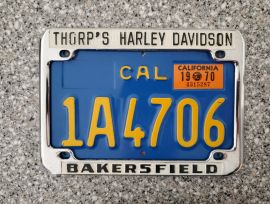 THORP'S HARLEY DAVIDSON
CALIFORNIA
19 70
CAL
1A4706
BAKERSFIELD